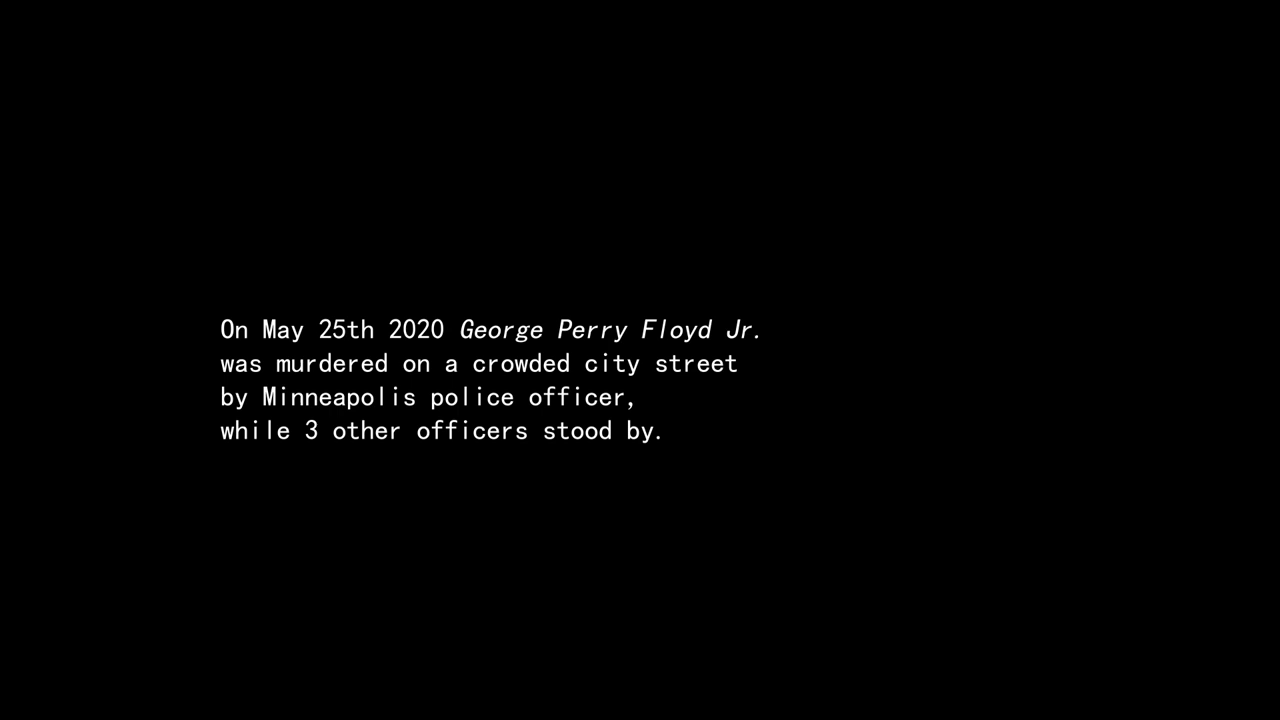 On May 25th 2020 George Perry Floyd Jr.
was murdered on a crowded city street
by Minneapolis police officer,
while 3 other officers stood by.